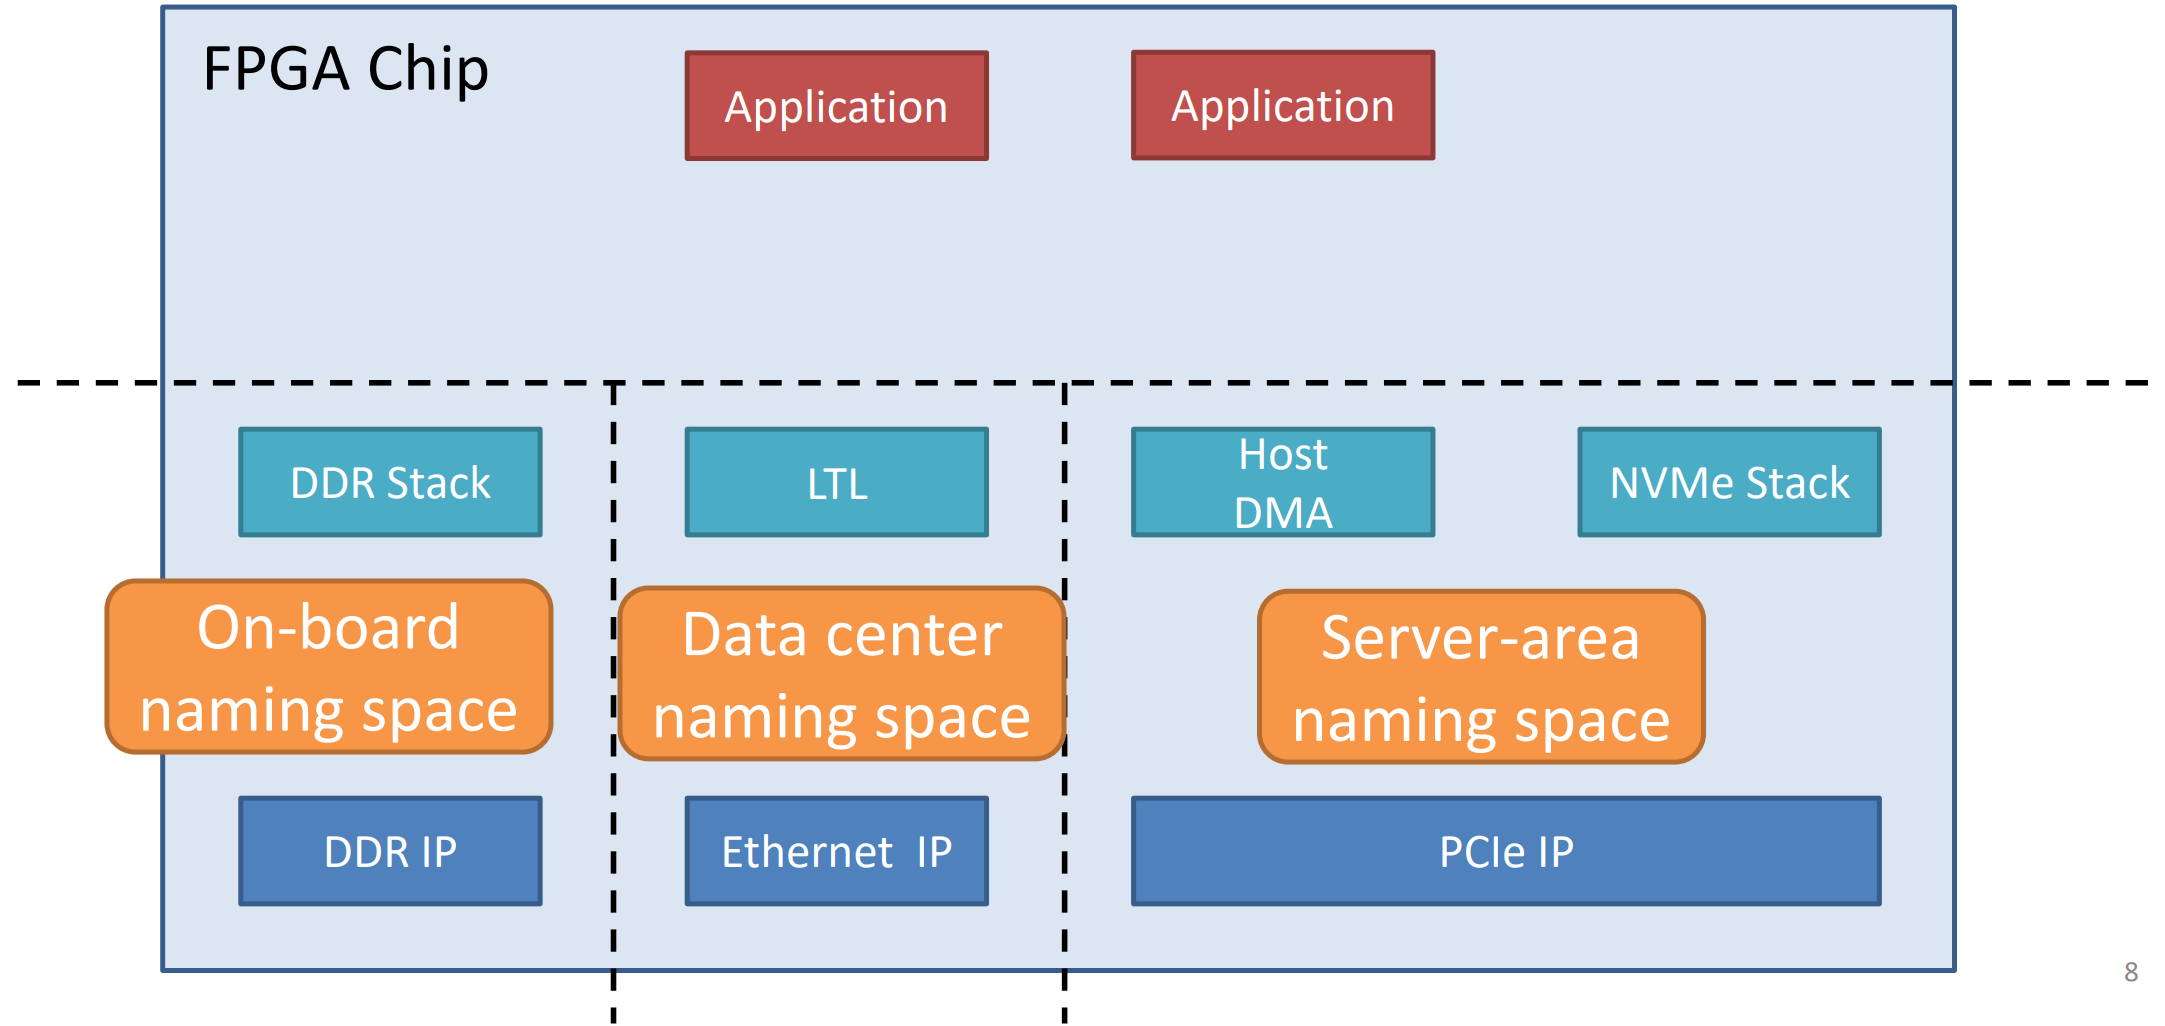 FPGA Chip
Application
Application
DDR Stack
LTL
Host
DMA
NVMe Stack
On-board
naming space
Data center
naming space
Server-area
naming space
DDR IP
Ethernet  IP
PCIe IP
8